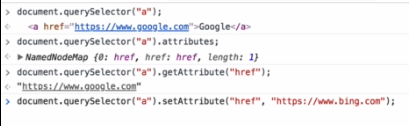 > document.querySelector("a");
<a href="https://www.google.com">Google</a>
> document.querySelector("a").attributes;
▶NamedNodeMap {0: href, href: href, length: 1}
> document.querySelector("a").getAttribute("href");
"https://www.google.com"
> document.querySelector("a").setAttribute("href", "https://www.bing.com");